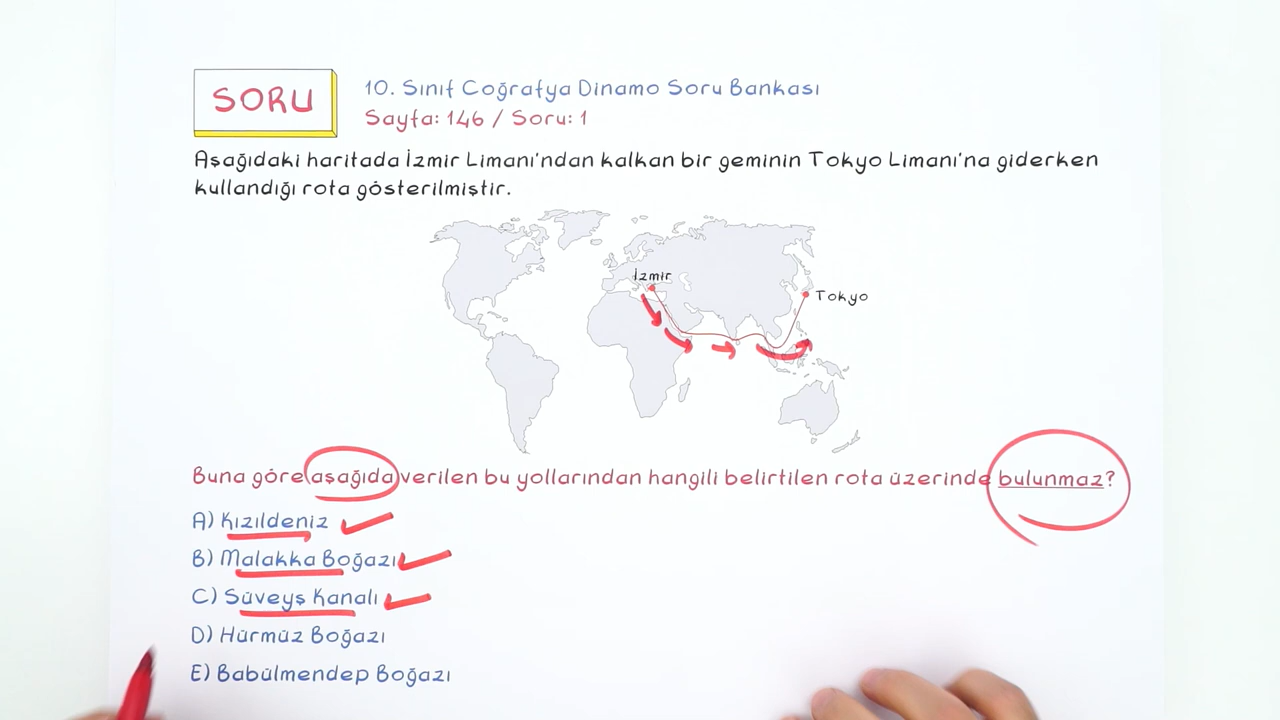 SORU
10. Sınıf Coğrafya Dinamo Soru Bankası
Sayfa: 146 / Soru: 1
Aşağıdaki haritada İzmir Limanı'ndan kalkan bir geminin Tokyo Limanı'na giderken
kullandığı rota gösterilmiştir.
İzmir
Tokyo
Buna göre aşağıda verilen bu yollarından hangili belirtilen rota üzerinde bulunmaz?
A) Kızıldeniz
B) Malakka Boğazı
C) Süveyş Kanalı
D) Hürmüz Boğazı
E) Babülmendep Boğazı